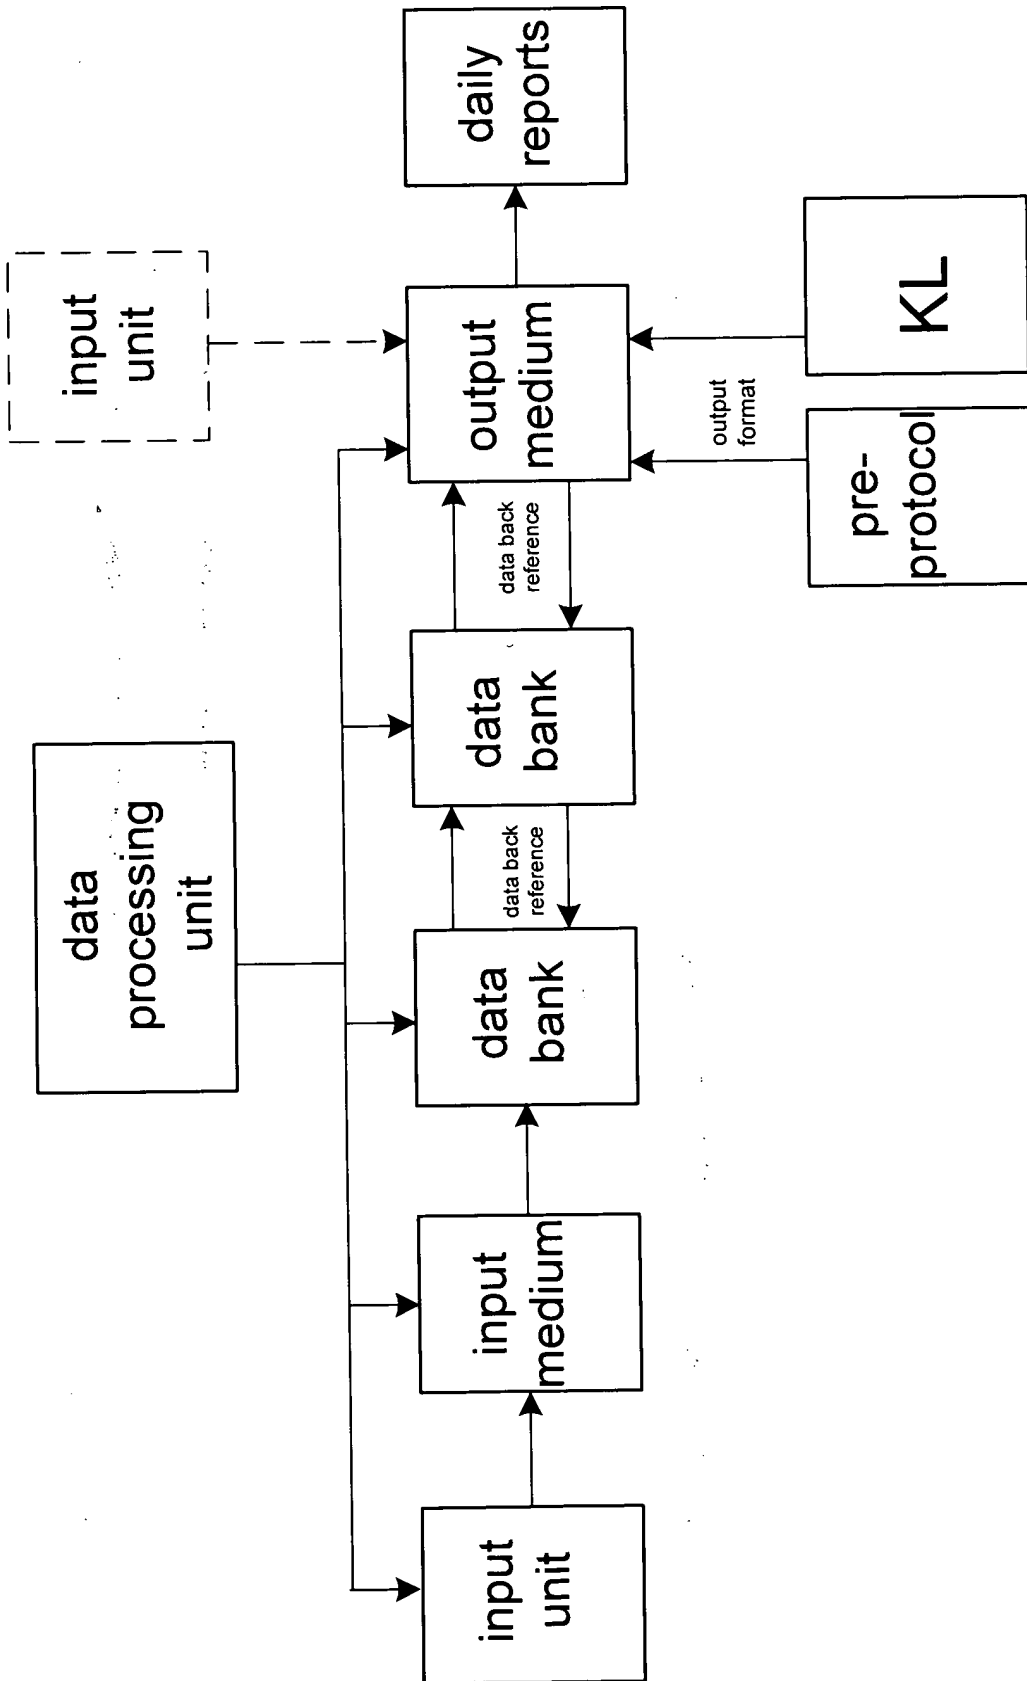 data
processing
unit
input
unit
input
unit
input
medium
data
bank
data back
reference
data
bank
data back
reference
output
medium
daily
reports
output
format
pre-
protocol
KL